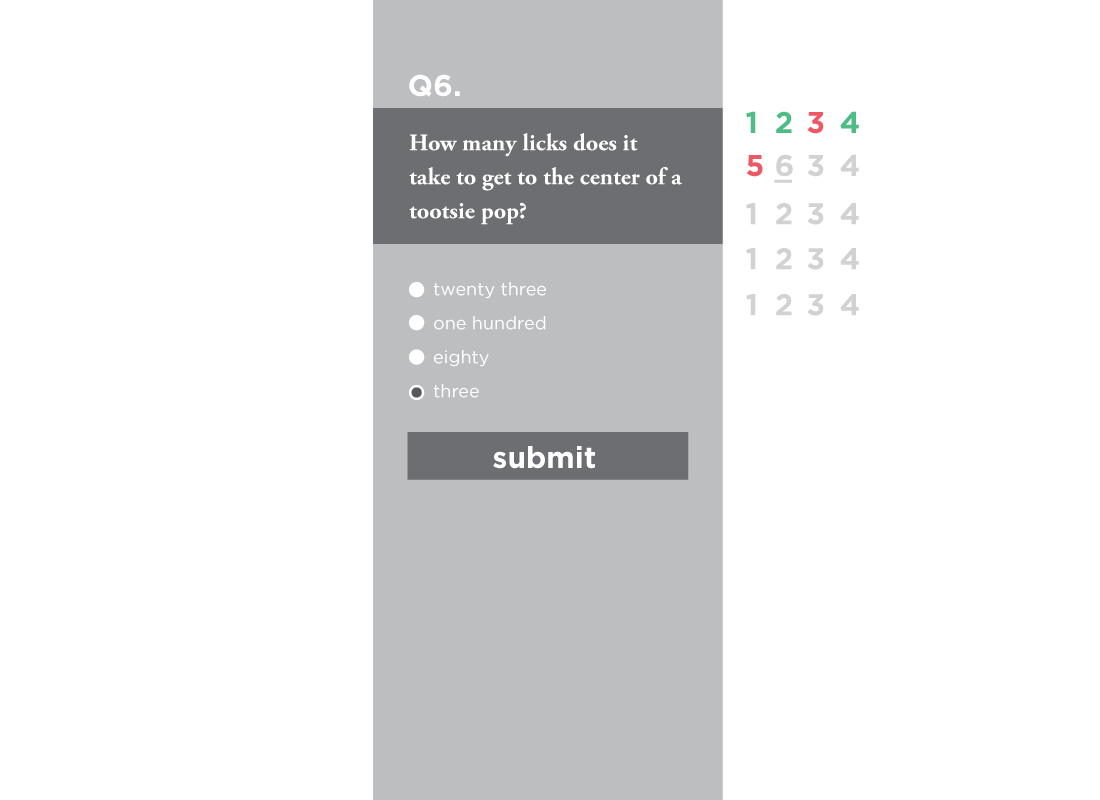 Q6.
How many licks does it
take to get to the center of a
tootsie pop?
twenty three
one hundred
eighty
three
submit
1 2 3 4
5 6 3 4
1 2 3 4
1 2 3 4
1 2 3 4